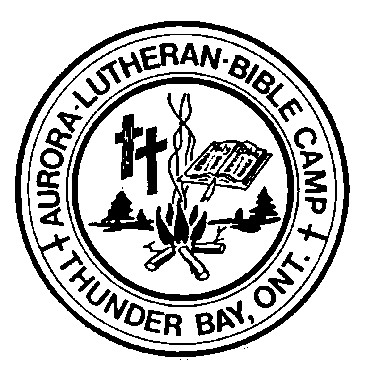 AURORA-LUTHERAN-BIBLE CAMP
THUNDER BAY, ONT.